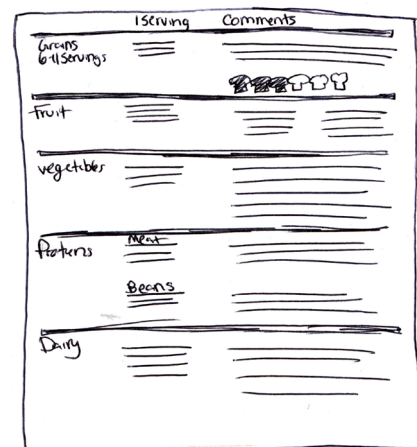 1 Serving Comments
Grains
6-11 Servings
Fruit
vegetables
Proteins Meat
Beans
Dairy